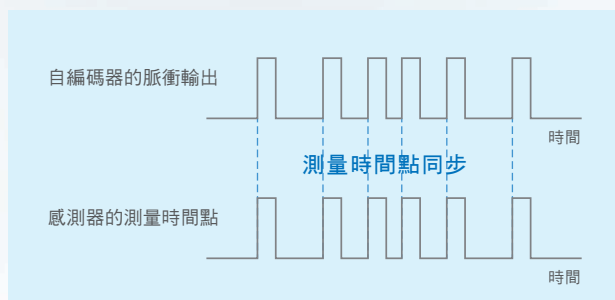 自編碼器的脈衝輸出
時間
測量時間點同步
感測器的測量時間點
時間